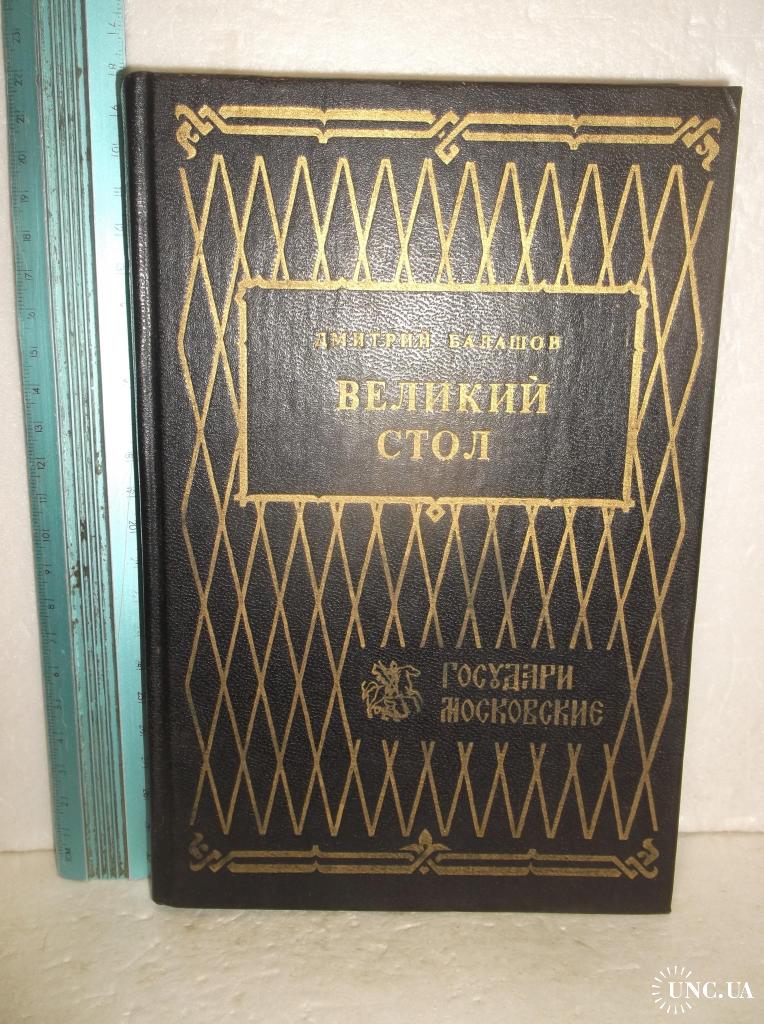 ДМИТРИЙ БАЛАШОВ
ВЕЛИКИЙ
СТОЛ
ГОСУДАРИ
МОСКОВСКИЕ
UNC.UA